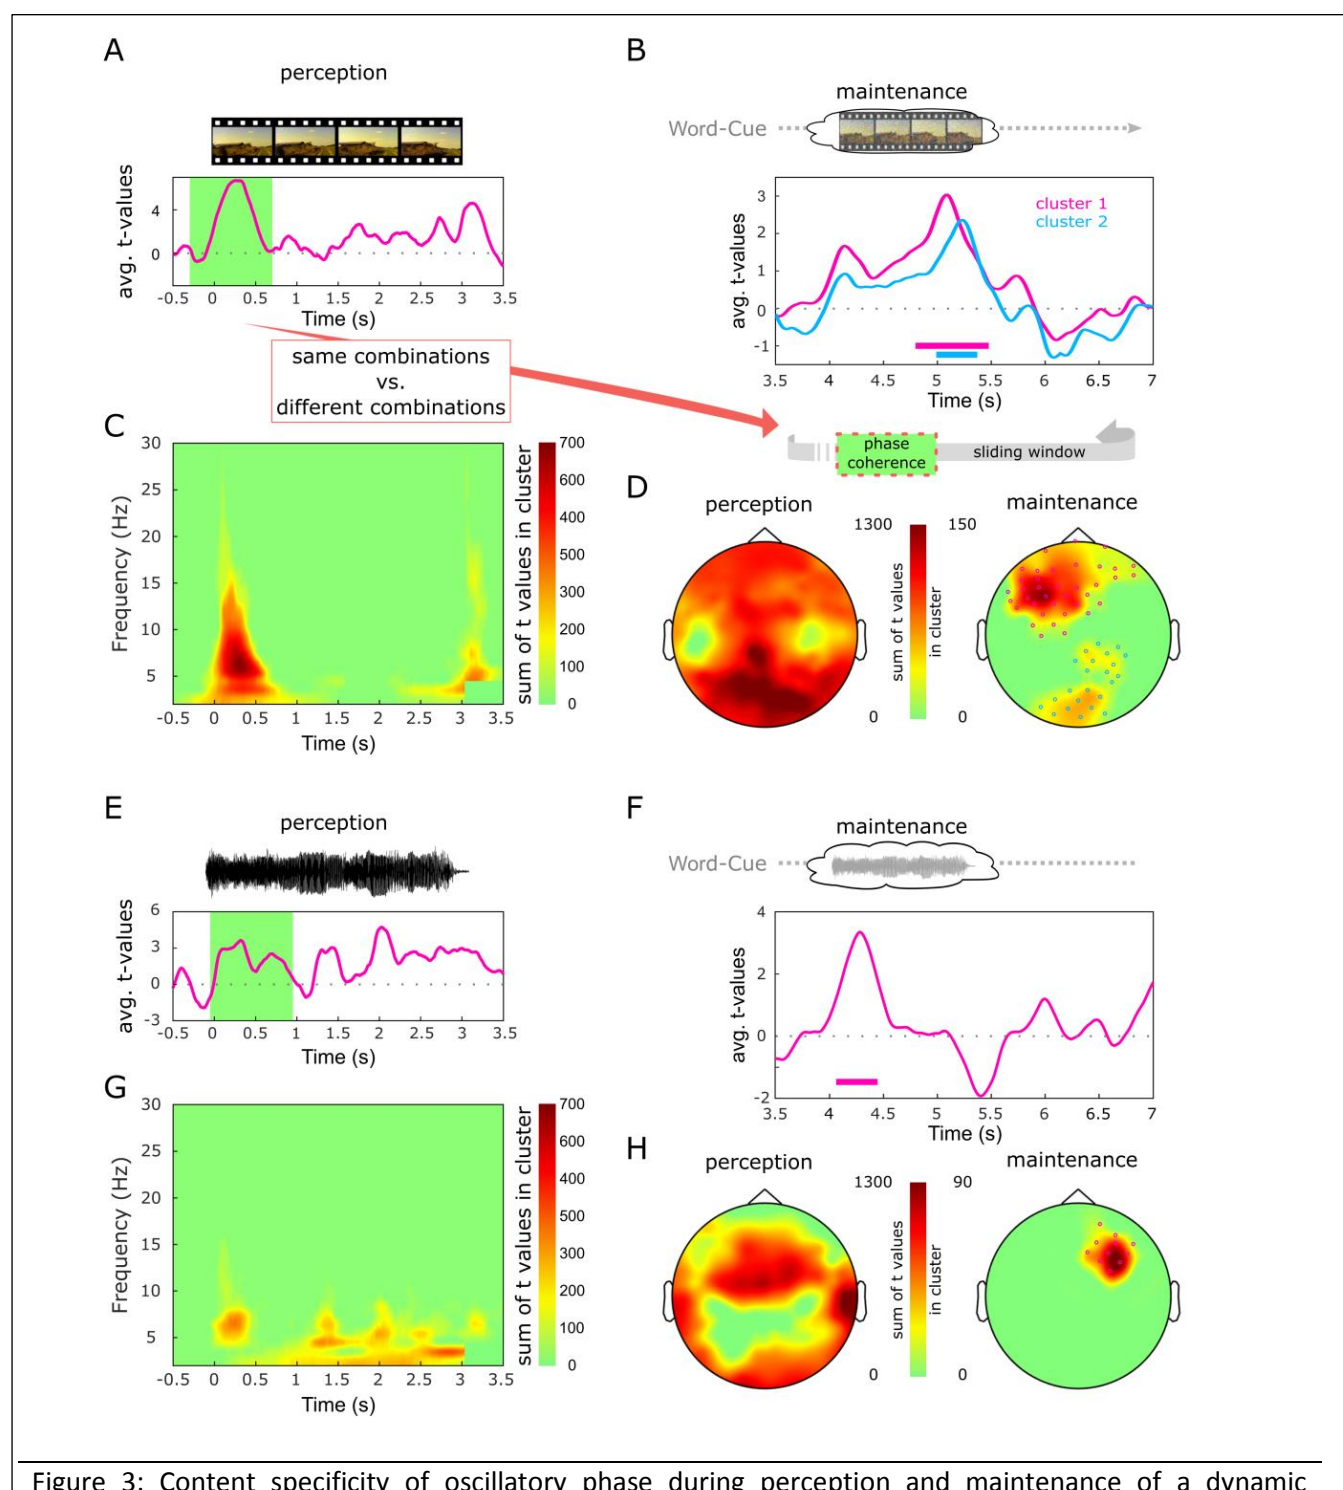 A
perception
avg. t-values
4
0
-0.5 0 0.5 1 1.5 2 2.5 3 3.5
Time (s)
same combinations
vs.
different combinations
B
maintenance
Word-Cue
cluster 1
cluster 2
avg. t-values
3
2
1
0
-1
3.5 4 4.5 5 5.5 6 6.5 7
Time (s)
phase
coherence
sliding window
C
Frequency (Hz)
30
25
20
15
10
5
-0.5 0 0.5 1 1.5 2 2.5 3 3.5
Time (s)
sum of t values in cluster
700
600
400
500
300
200
100
0
D
perception
maintenance
1300 150
sum of t values
in cluster
0 0
E
perception
avg. t-values
6
3
0
-3
-0.5 0 0.5 1 1.5 2 2.5 3 3.5
Time (s)
F
maintenance
Word-Cue
avg. t-values
4
2
0
-2
3.5 4 4.5 5 5.5 6 6.5 7
Time (s)
G
Frequency (Hz)
30
25
20
15
10
5
-0.5 0 0.5 1 1.5 2 2.5 3 3.5
Time (s)
sum of t values in cluster
700
600
400
500
300
200
100
0
H
perception
maintenance
1300 90
sum of t values
in cluster
0 0
Figure 3: Content specificity of oscillatory phase during perception and maintenance of a dynamic